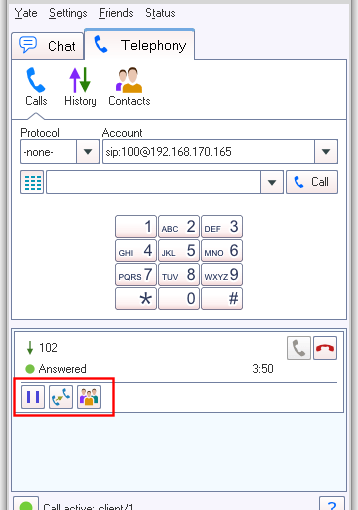 Yate Settings Friends Status
Chat Telephony
Calls History Contacts
Protocol Account
-none- sip:100@192.168.170.165
Call
1 ABC 2 DEF 3
GHI 4 JKL 5 MNO 6
PQRS 7 TUV 8 WXYZ 9
* 0 #
102
Answered 3:50
Call active: client/1 ?